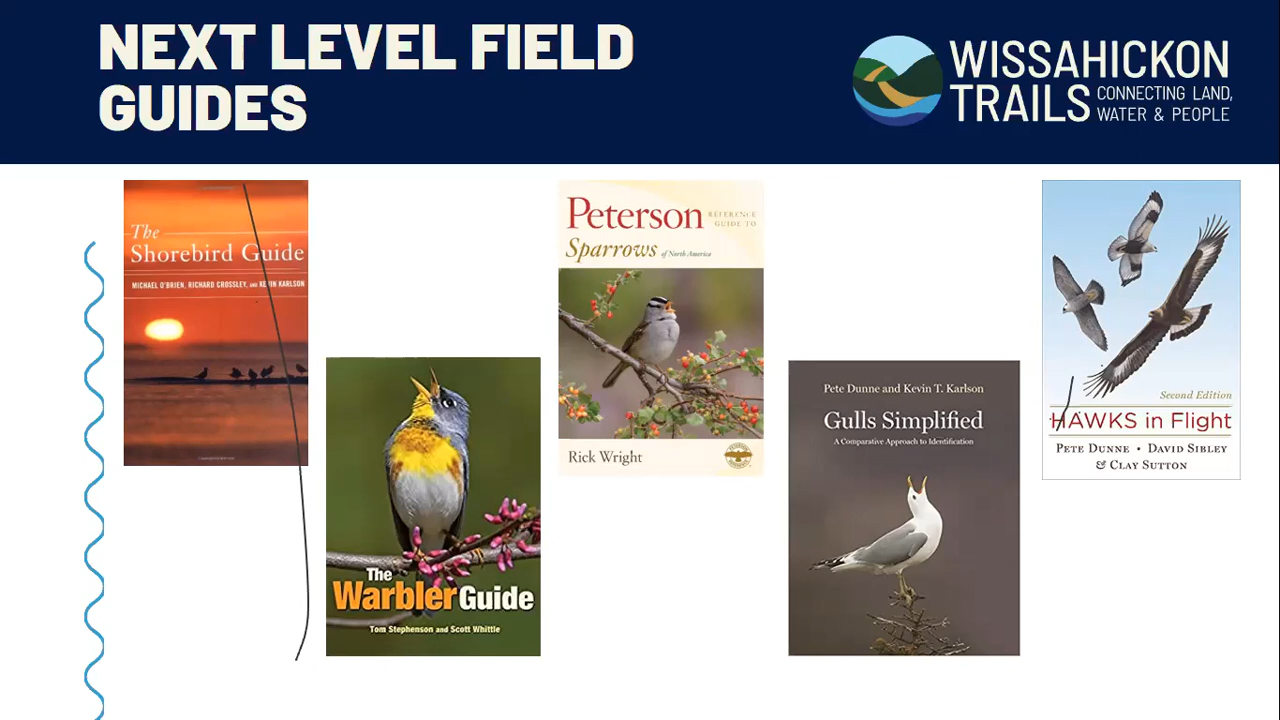 NEXT LEVEL FIELD
GUIDES
WISSAHICKON
TRAILS
CONNECTING LAND,
WATER & PEOPLE
The
Shorebird Guide
MICHAEL O'BRIEN, RICHARD CROSSLEY, AND KEVIN KARLSON
The
Warbler Guide
Tom Stephenson and Scott Whittle
Peterson
REFERENCE
GUIDE TO
Sparrows of North America
Rick Wright
Pete Dunne and Kevin T. Karlson
Gulls Simplified
A Comparative Approach to Identification
Second Edition
HAWKS in Flight
PETE DUNNE • DAVID SIBLEY
& CLAY SUTTON